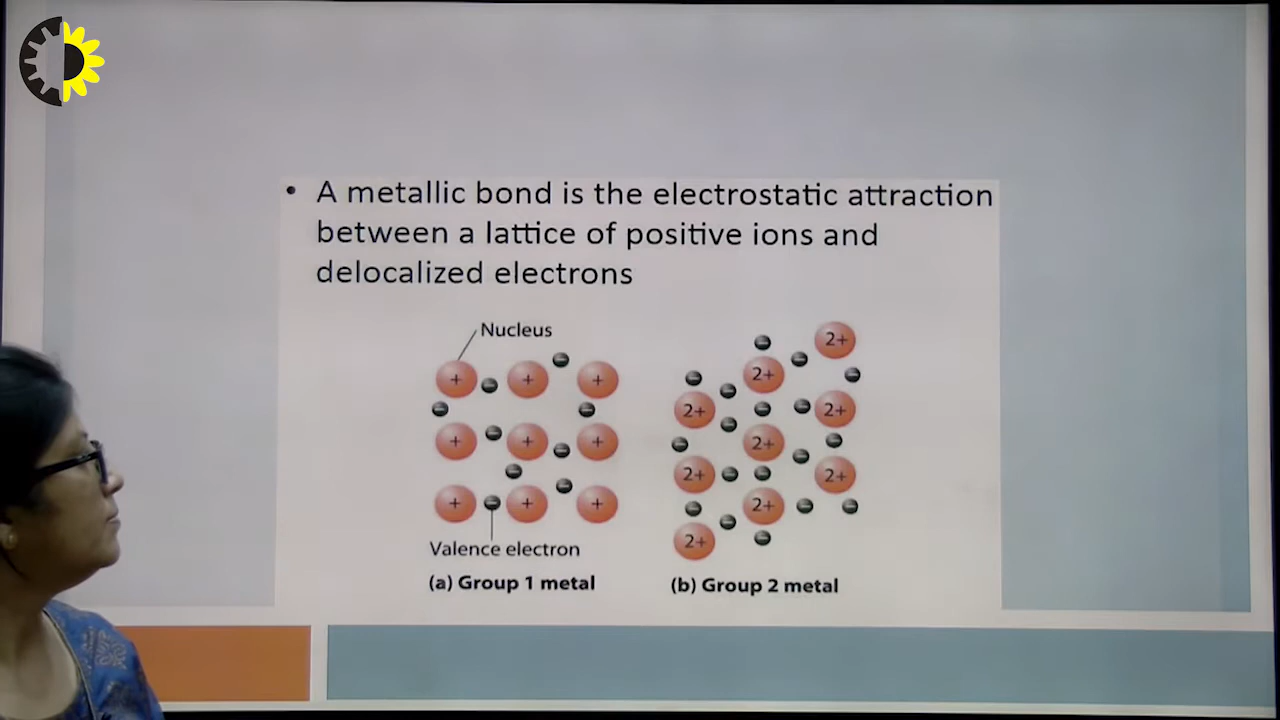 • A metallic bond is the electrostatic attraction
between a lattice of positive ions and
delocalized electrons
Nucleus
+ + +
+ + +
+ + +
Valence electron
(a) Group 1 metal
2+
2+
2+ 2+
2+
2+ 2+
2+
2+
(b) Group 2 metal